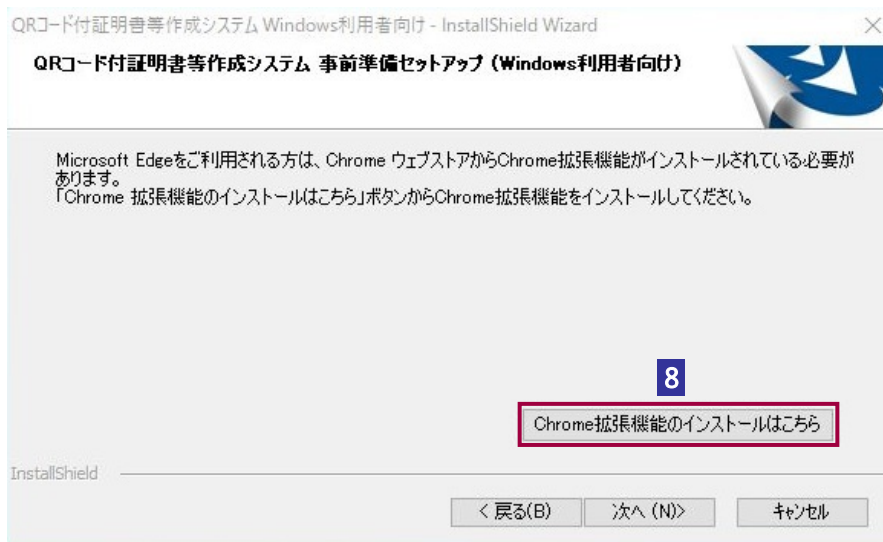 QRコード付証明書等作成システム Windows利用者向け - InstallShield Wizard
QRコード付証明書等作成システム 事前準備セットアップ (Windows利用者向け)
Microsoft Edgeをご利用される方は、Chrome ウェブストアからChrome拡張機能がインストールされている必要が
あります。
「Chrome 拡張機能のインストールはこちら」ボタンからChrome拡張機能をインストールしてください。
8
Chrome拡張機能のインストールはこちら
InstallShield
< 戻る(B)
次へ (N)>
キャンセル